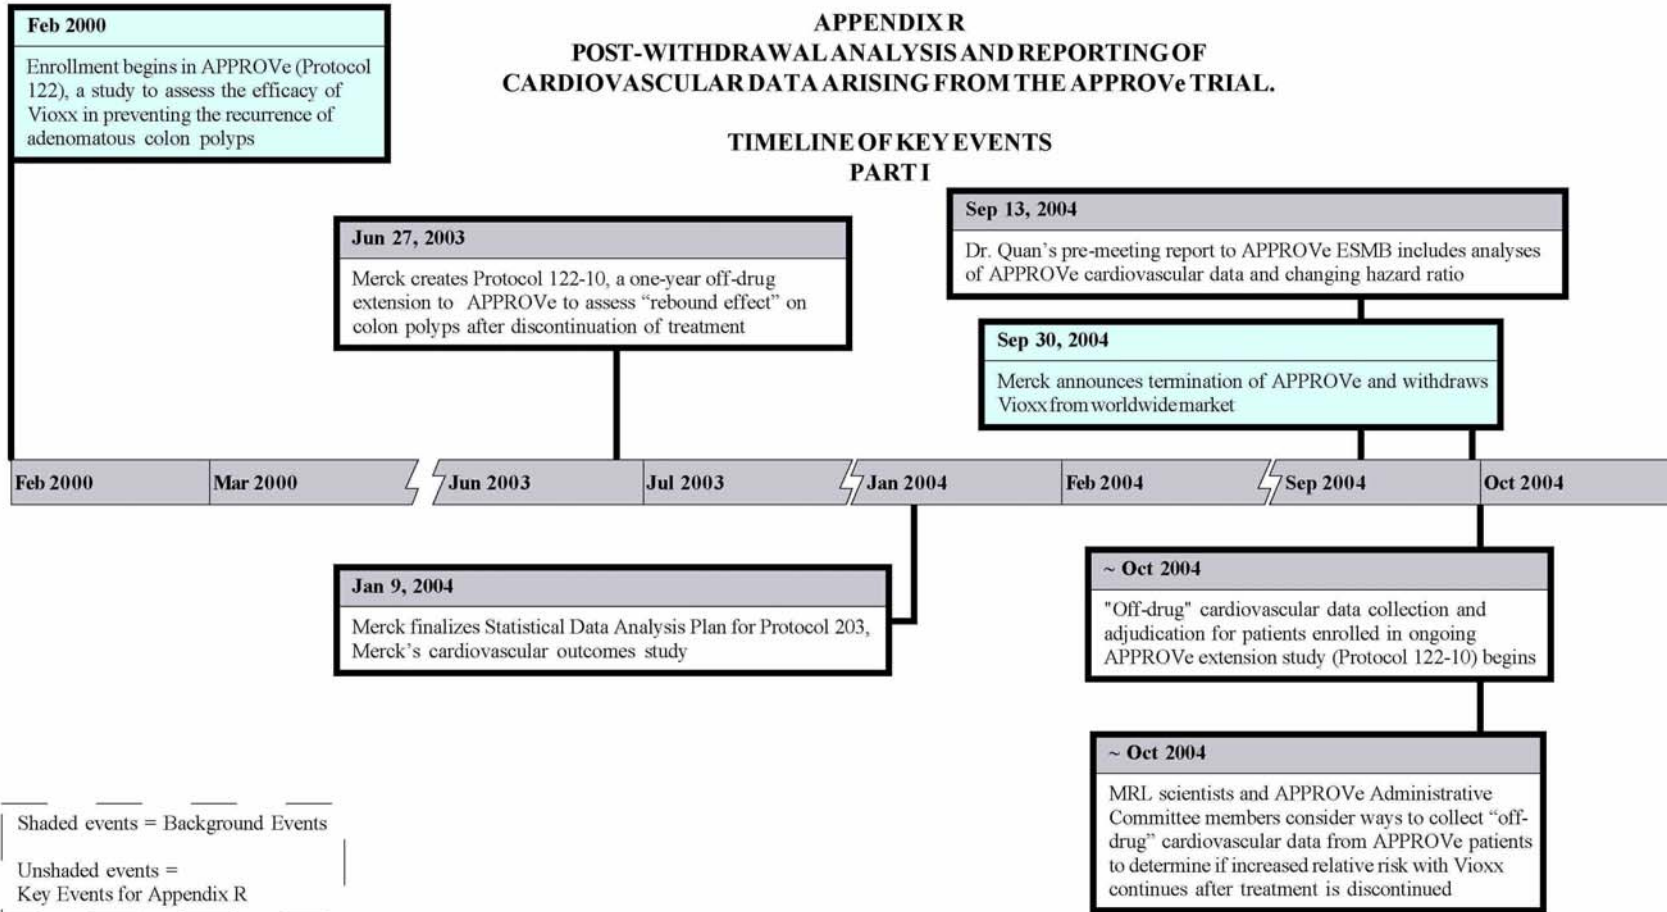 APPENDIX R
POST-WITHDRAWAL ANALYSIS AND REPORTING OF
CARDIOVASCULAR DATA ARISING FROM THE APPROVe TRIAL.
TIMELINE OF KEY EVENTS
PART I
Feb 2000
Enrollment begins in APPROVe (Protocol
122), a study to assess the efficacy of
Vioxx in preventing the recurrence of
adenomatous colon polyps
Jun 27, 2003
Merck creates Protocol 122-10, a one-year off-drug
extension to APPROVe to assess “rebound effect” on
colon polyps after discontinuation of treatment
Sep 13, 2004
Dr. Quan’s pre-meeting report to APPROVe ESMB includes analyses
of APPROVe cardiovascular data and changing hazard ratio
Sep 30, 2004
Merck announces termination of APPROVe and withdraws
Vioxx from worldwide market
Feb 2000 Mar 2000 Jun 2003 Jul 2003 Jan 2004 Feb 2004 Sep 2004 Oct 2004
Jan 9, 2004
Merck finalizes Statistical Data Analysis Plan for Protocol 203,
Merck’s cardiovascular outcomes study
~ Oct 2004
"Off-drug" cardiovascular data collection and
adjudication for patients enrolled in ongoing
APPROVe extension study (Protocol 122-10) begins
~ Oct 2004
MRL scientists and APPROVe Administrative
Committee members consider ways to collect “off-
drug” cardiovascular data from APPROVe patients
to determine if increased relative risk with Vioxx
continues after treatment is discontinued
Shaded events = Background Events
Unshaded events =
Key Events for Appendix R